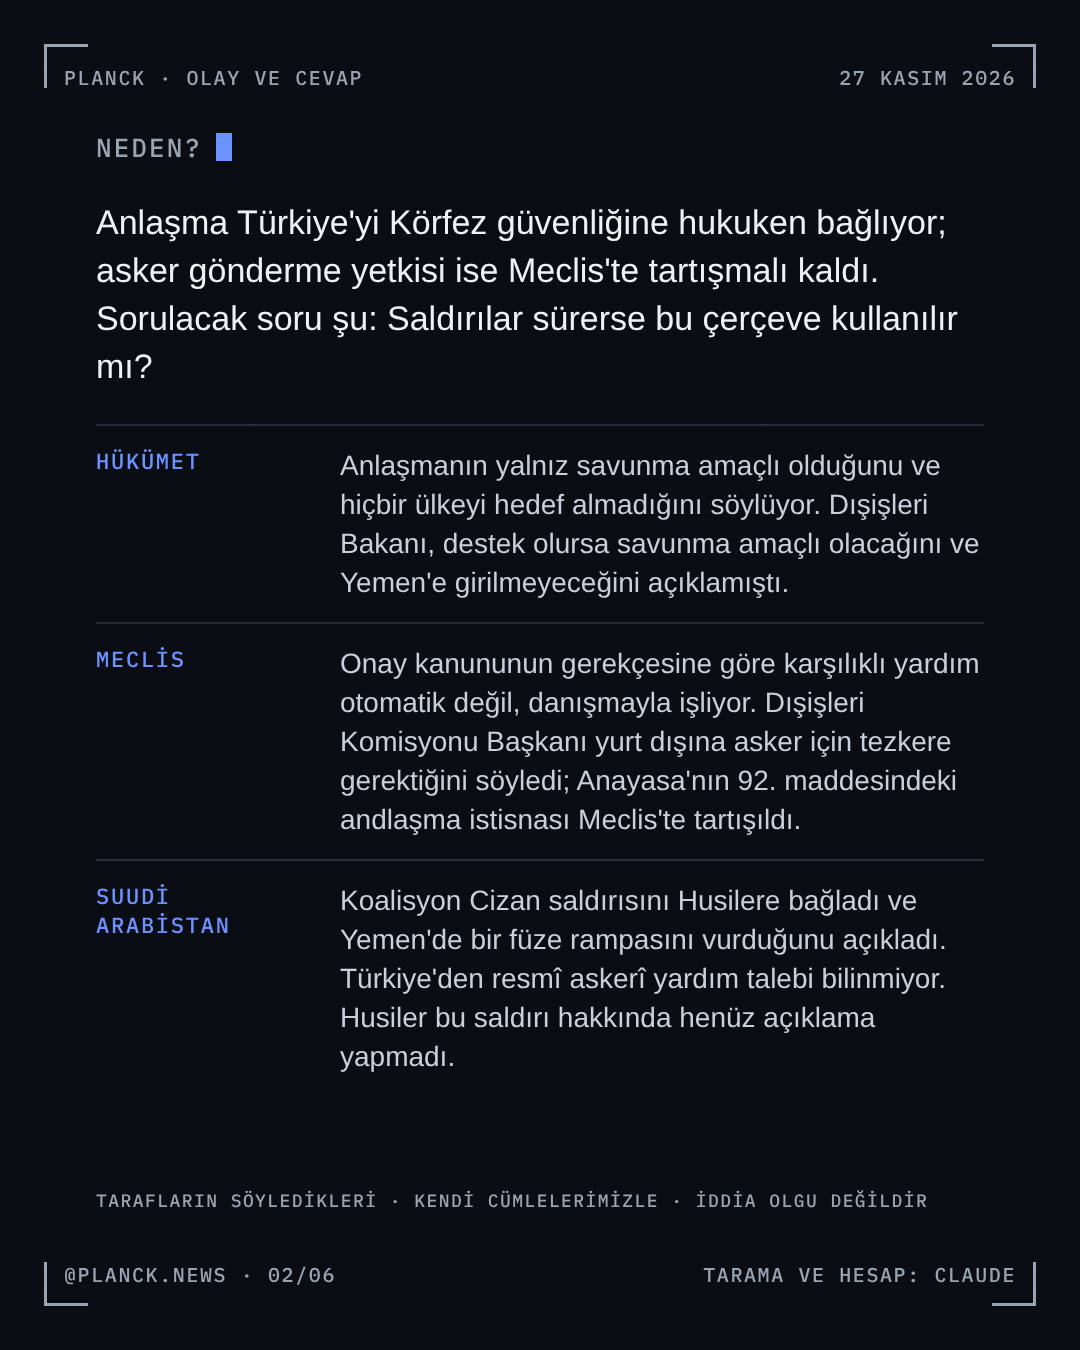 PLANCK · OLAY VE CEVAP
27 KASIM 2026
NEDEN?
Anlaşma Türkiye'yi Körfez güvenliğine hukuken bağlıyor;
asker gönderme yetkisi ise Meclis'te tartışmalı kaldı.
Sorulacak soru şu: Saldırılar sürerse bu çerçeve kullanılır
mı?
HÜKÜMET
Anlaşmanın yalnız savunma amaçlı olduğunu ve
hiçbir ülkeyi hedef almadığını söylüyor. Dışişleri
Bakanı, destek olursa savunma amaçlı olacağını ve
Yemen'e girilmeyeceğini açıklamıştı.
MECLİS
Onay kanununun gerekçesine göre karşılıklı yardım
otomatik değil, danışmayla işliyor. Dışişleri
Komisyonu Başkanı yurt dışına asker için tezkere
gerektiğini söyledi; Anayasa'nın 92. maddesindeki
andlaşma istisnası Meclis'te tartışıldı.
SUUDİ
ARABİSTAN
Koalisyon Cizan saldırısını Husilere bağladı ve
Yemen'de bir füze rampasını vurduğunu açıkladı.
Türkiye'den resmî askerî yardım talebi bilinmiyor.
Husiler bu saldırı hakkında henüz açıklama
yapmadı.
TARAFLARIN SÖYLEDİKLERİ · KENDİ CÜMLELERİMİZLE · İDDİA OLGU DEĞİLDİR
@PLANCK.NEWS · 02/06
TARAMA VE HESAP: CLAUDE